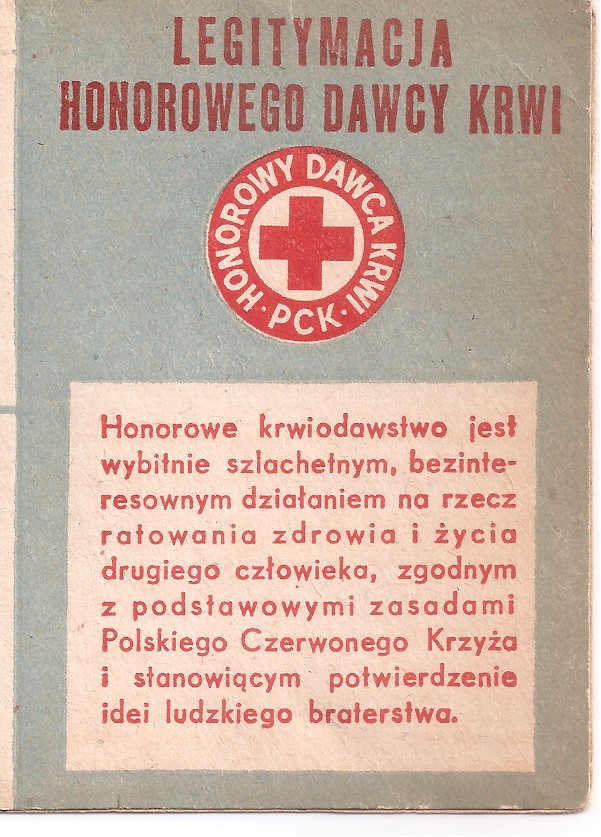 LEGITYMACJA
HONOROWEGO DAWCY KRWI
HONOROWY DAWCA KRWI
· PCK ·
Honorowe krwiodawstwo jest
wybitnie szlachetnym, bezinte-
resownym działaniem na rzecz
ratowania zdrowia i życia
drugiego człowieka, zgodnym
z podstawowymi zasadami
Polskiego Czerwonego Krzyża
i stanowiącym potwierdzenie
idei ludzkiego braterstwa.